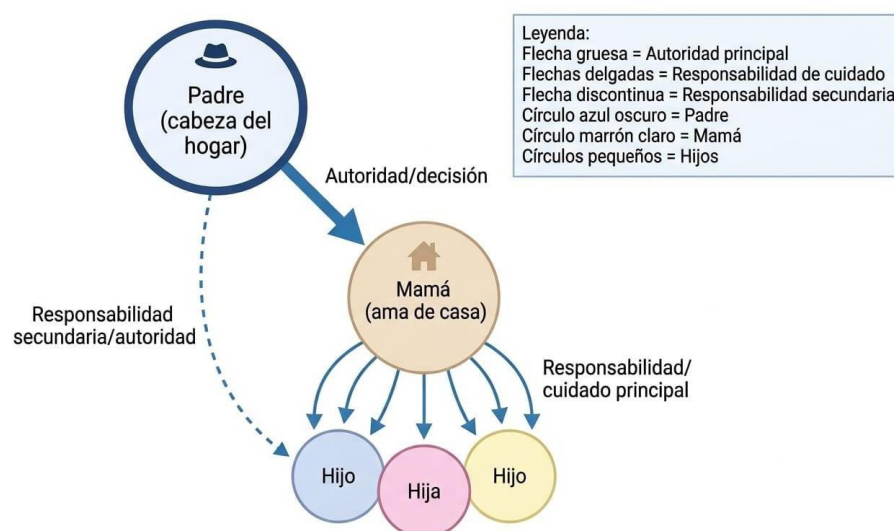 Padre
(cabeza del
hogar)
Leyenda:
Flecha gruesa = Autoridad principal
Flechas delgadas = Responsabilidad de cuidado
Flecha discontinua = Responsabilidad secundaria
Círculo azul oscuro = Padre
Círculo marrón claro = Mamá
Círculos pequeños = Hijos
Autoridad/decisión
Mamá
(ama de casa)
Responsabilidad
secundaria/autoridad
Responsabilidad/
cuidado principal
Hijo
Hija
Hijo